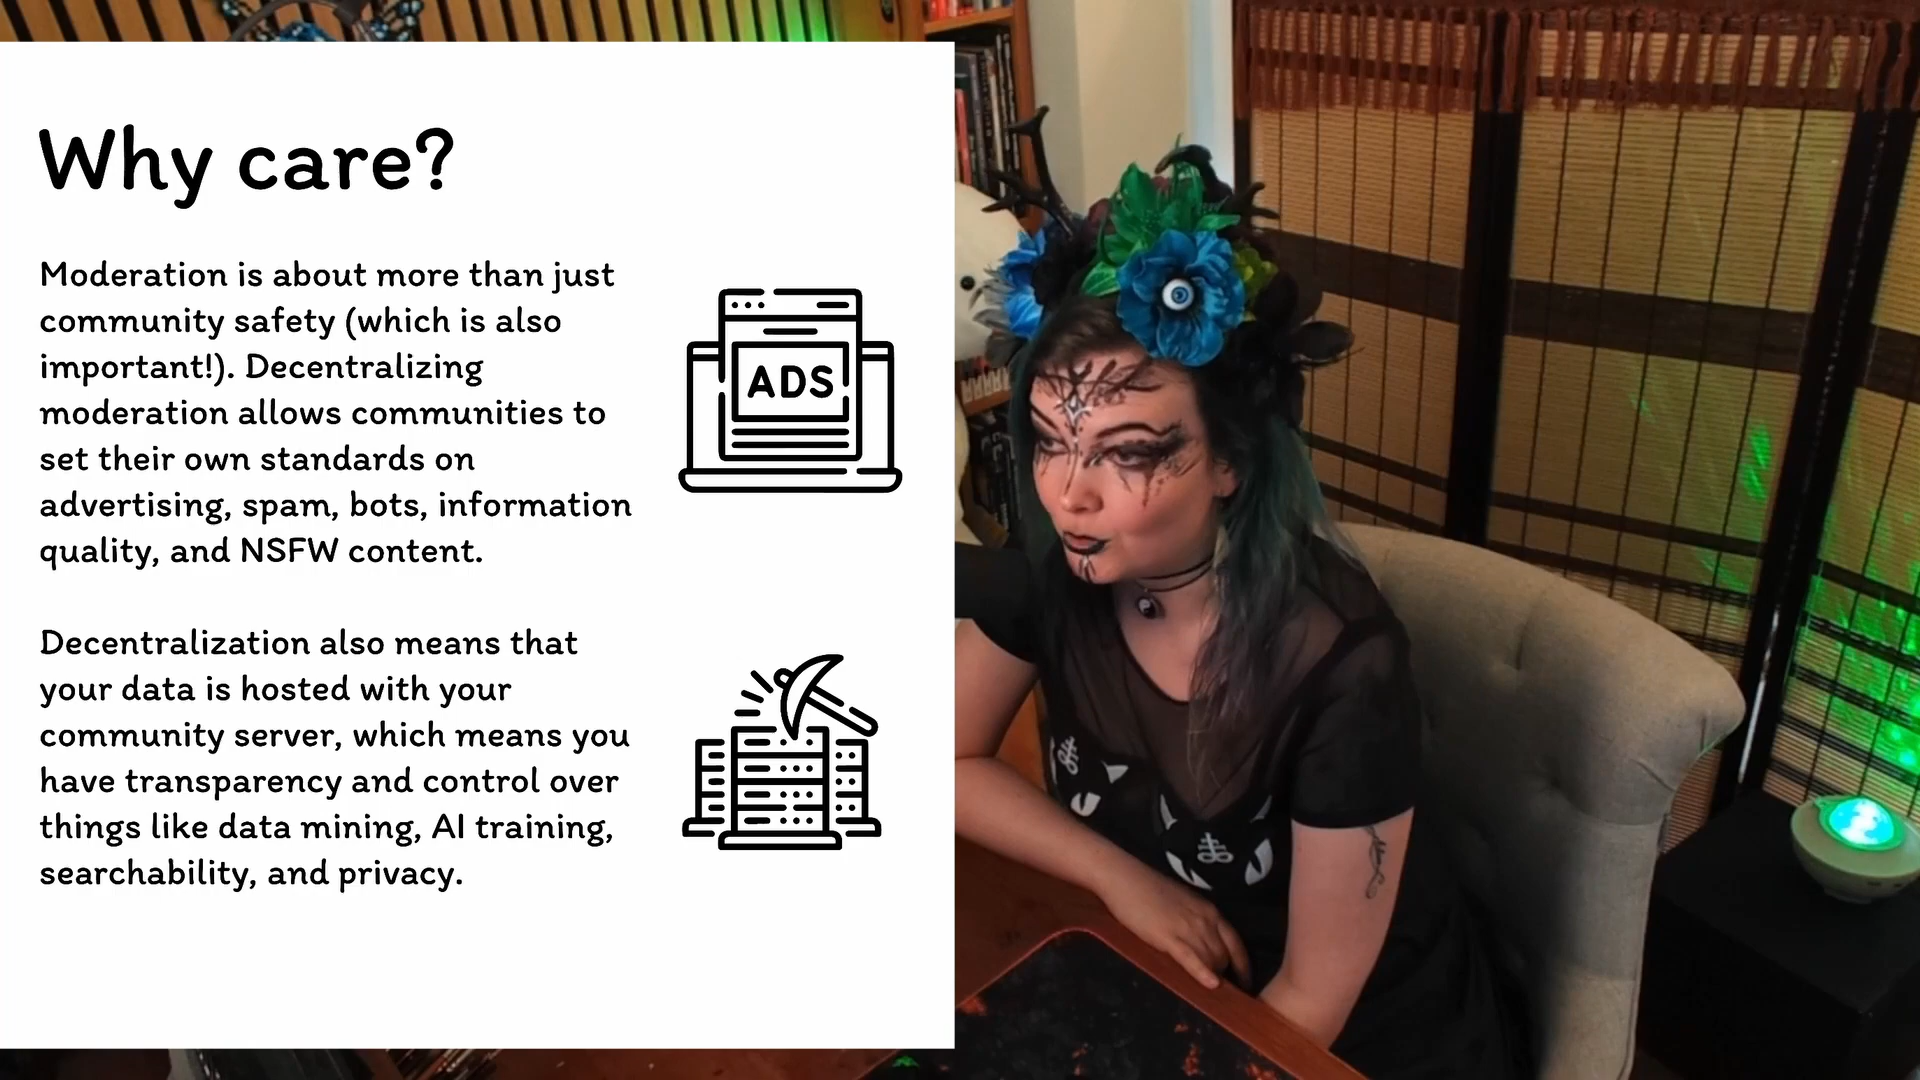 Why care?
Moderation is about more than just
community safety (which is also
important!). Decentralizing
moderation allows communities to
set their own standards on
advertising, spam, bots, information
quality, and NSFW content.
ADS
Decentralization also means that
your data is hosted with your
community server, which means you
have transparency and control over
things like data mining, AI training,
searchability, and privacy.